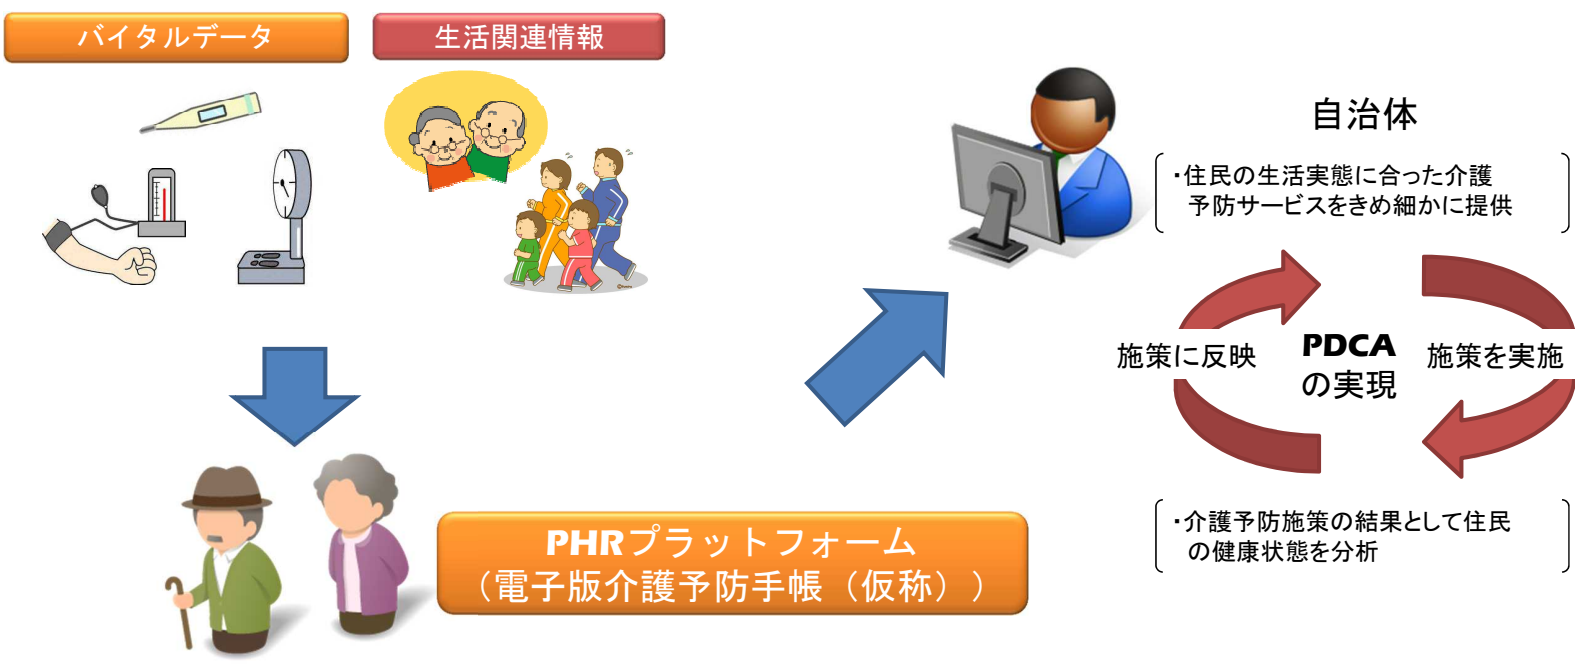 バイタルデータ
生活関連情報
自治体
・住民の生活実態に合った介護
予防サービスをきめ細かに提供
施策に反映
PDCA
の実現
施策を実施
・介護予防施策の結果として住民
の健康状態を分析
PHRプラットフォーム
（電子版介護予防手帳（仮称））